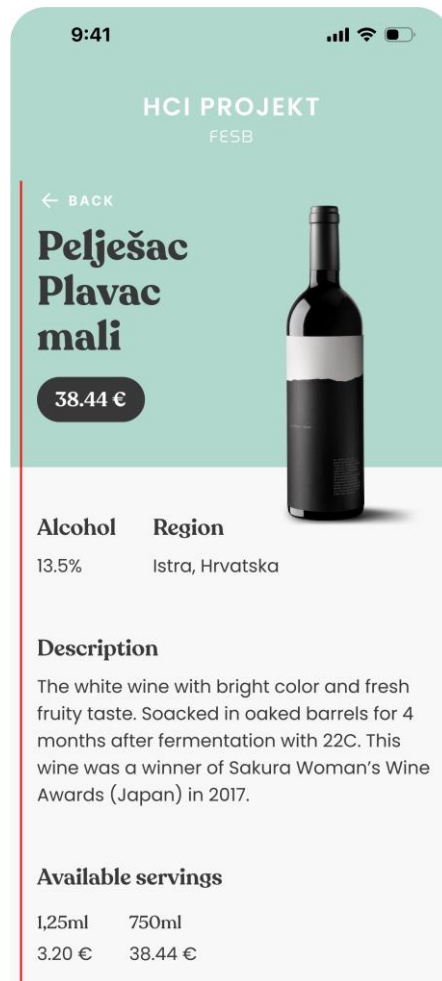 9:41
HCI PROJEKT
FESB
← BACK
Pelješac
Plavac
mali
38.44 €
Alcohol Region
13.5% Istra, Hrvatska
Description
The white wine with bright color and fresh
fruity taste. Soacked in oaked barrels for 4
months after fermentation with 22C. This
wine was a winner of Sakura Woman’s Wine
Awards (Japan) in 2017.
Available servings
1,25ml 750ml
3.20 € 38.44 €